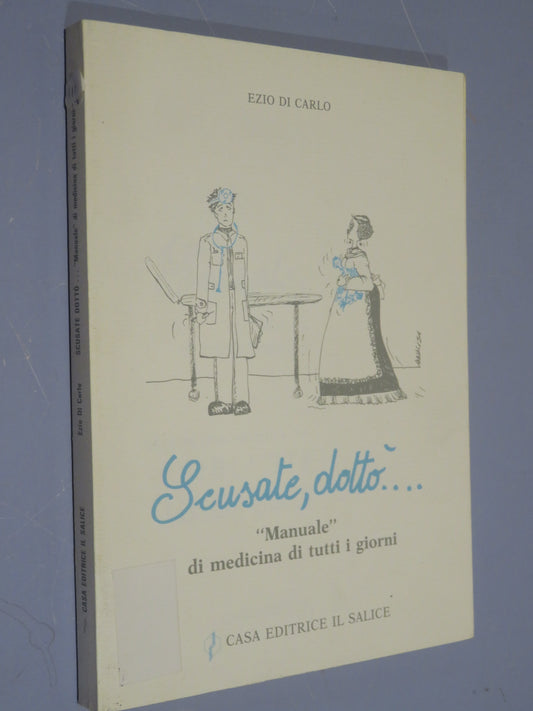 EZIO DI CARLO
Scusate, dottò....
“Manuale”
di medicina di tutti i giorni
CASA EDITRICE IL SALICE
CASA EDITRICE IL SALICE Ezio Di Carlo SCUSATE DOTTÒ... "Manuale" di medicina di tutti i giorni